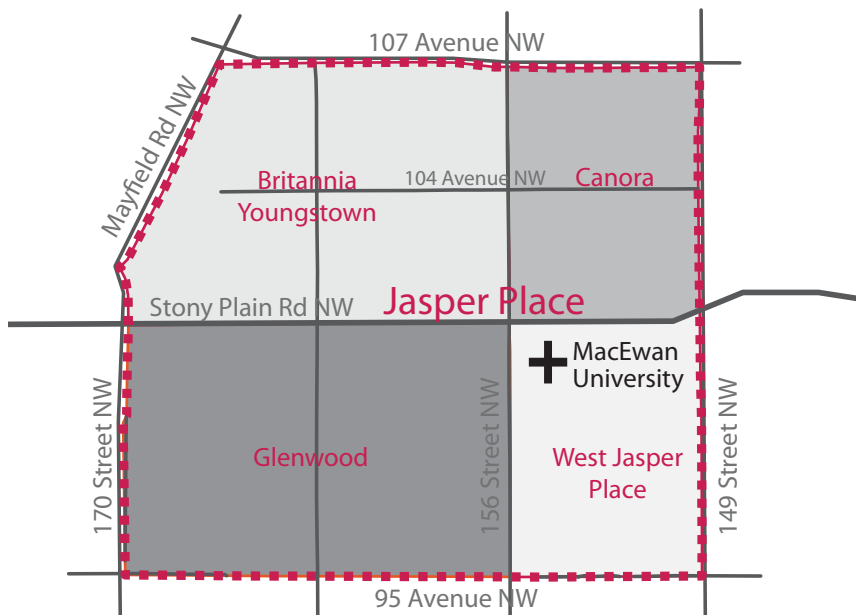 107 Avenue NW
Mayfield Rd NW
Britannia
Youngstown
104 Avenue NW
Canora
Stony Plain Rd NW
Jasper Place
MacEwan
University
170 Street NW
Glenwood
156 Street NW
West Jasper
Place
149 Street NW
95 Avenue NW